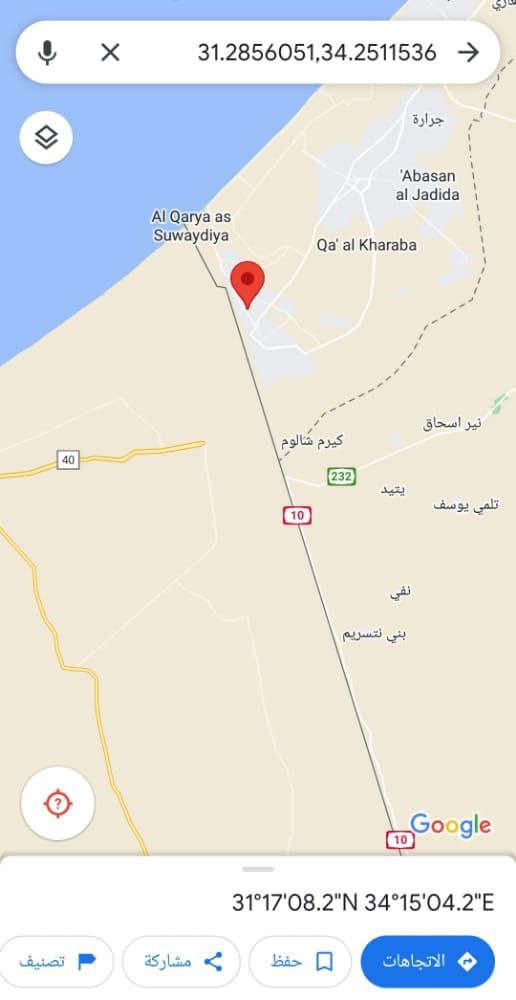 31.2856051,34.2511536
جرارة
'Abasan
al Jadida
Al Qarya as
Suwaydiya
Qa' al Kharaba
نير اسحاق
كيرم شالوم
40
232
يتيد
تلمي يوسف
10
نفي
بني نتسريم
?
Google
10
31°17'08.2"N 34°15'04.2"E
الاتجاهات
حفظ
مشاركة
تصنيف